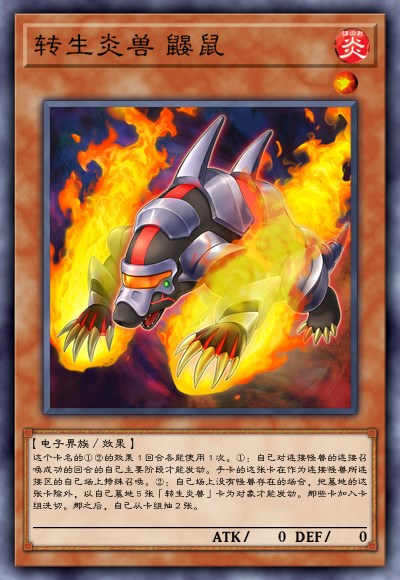 转生炎兽 鼹鼠
ほのお
炎
【电子界族/效果】
这个卡名的①②的效果1回合各能使用1次。①：自己对连接怪兽的连接召
唤成功的回合的自己主要阶段才能发动。手卡的这张卡在作为连接怪兽所连
接区的自己场上特殊召唤。②：自己场上没有怪兽存在的场合，把墓地的这
张卡除外，以自己墓地5张「转生炎兽」卡为对象才能发动。那些卡加入卡
组洗切。那之后，自己从卡组抽2张。
ATK/ 0 DEF/ 0